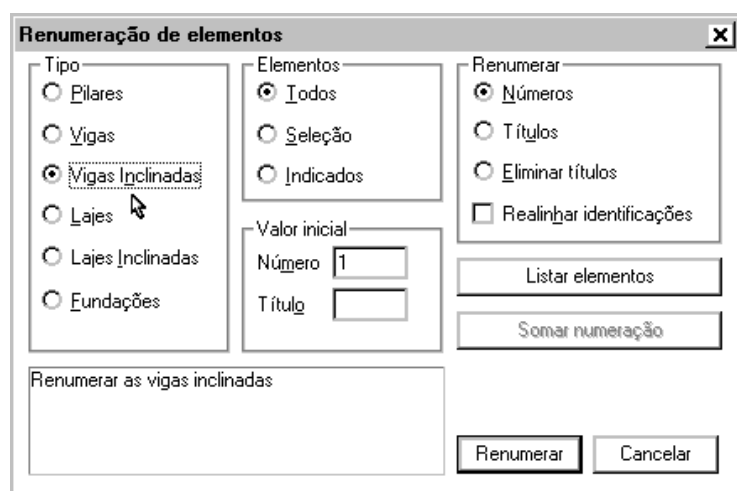 Renumeração de elementos
Tipo
Pilares
Vigas
Vigas Inclinadas
Lajes
Lajes Inclinadas
Fundações
Elementos
Todos
Seleção
Indicados
Valor inicial
Número 1
Título
Renumerar
Números
Títulos
Eliminar títulos
Realinhar identificações
Listar elementos
Somar numeração
Renumerar as vigas inclinadas
Renumerar Cancelar